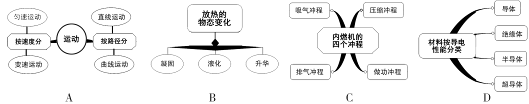 匀速运动
直线运动
按速度分
运动
按路径分
变速运动
曲线运动
A
放热的
物态变化
凝固
液化
升华
B
吸气冲程
压缩冲程
内燃机的
四个冲程
排气冲程
做功冲程
C
导体
绝缘体
材料按导电
性能分类
半导体
超导体
D